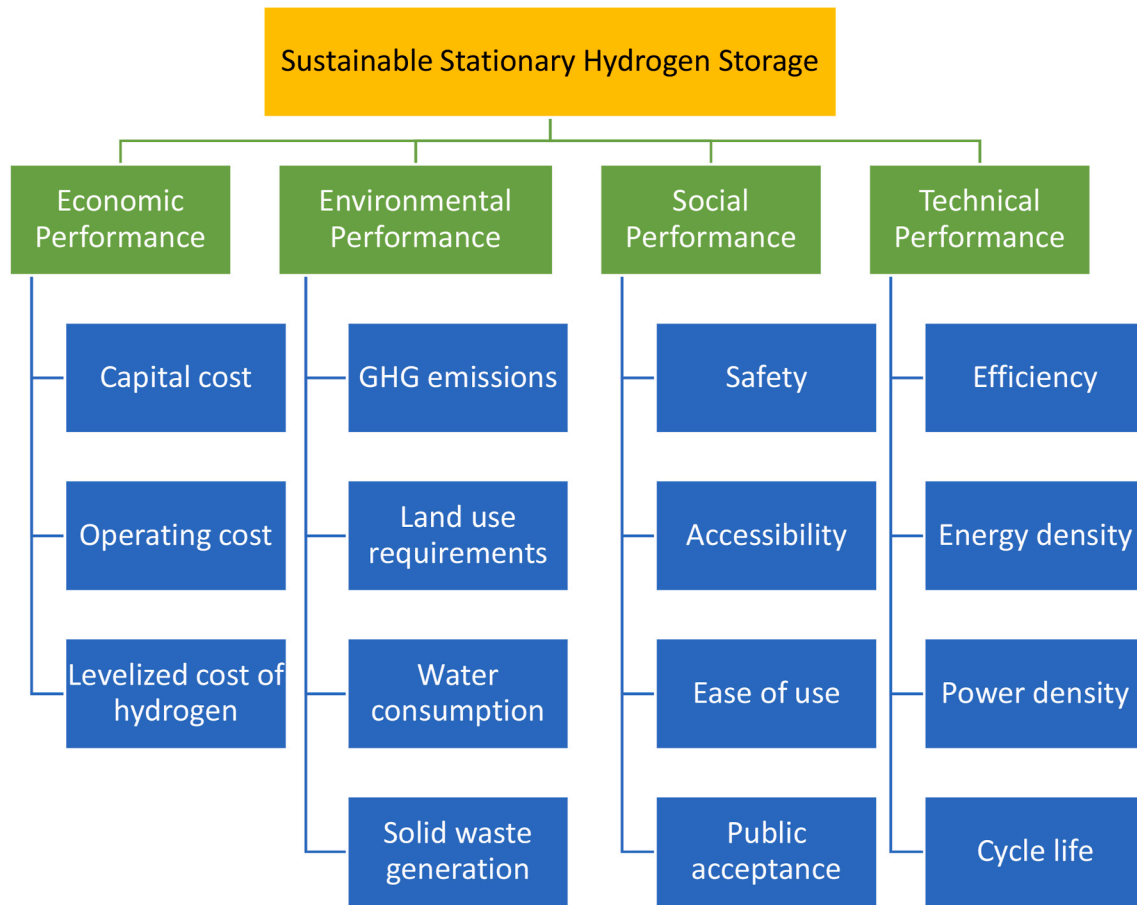 Sustainable Stationary Hydrogen Storage
Economic
Performance
Environmental
Performance
Social
Performance
Technical
Performance
Capital cost
Operating cost
Levelized cost of
hydrogen
GHG emissions
Land use
requirements
Water
consumption
Solid waste
generation
Safety
Accessibility
Ease of use
Public
acceptance
Efficiency
Energy density
Power density
Cycle life